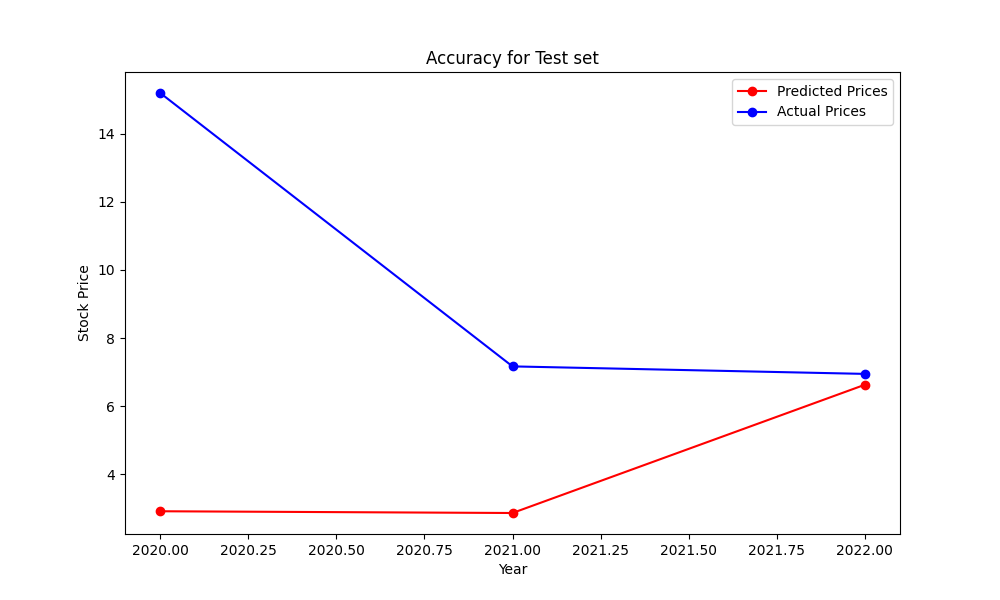 Accuracy for Test set
Predicted Prices
Actual Prices
Stock Price
14
12
10
8
6
4
2020.00 2020.25 2020.50 2020.75 2021.00 2021.25 2021.50 2021.75 2022.00
Year